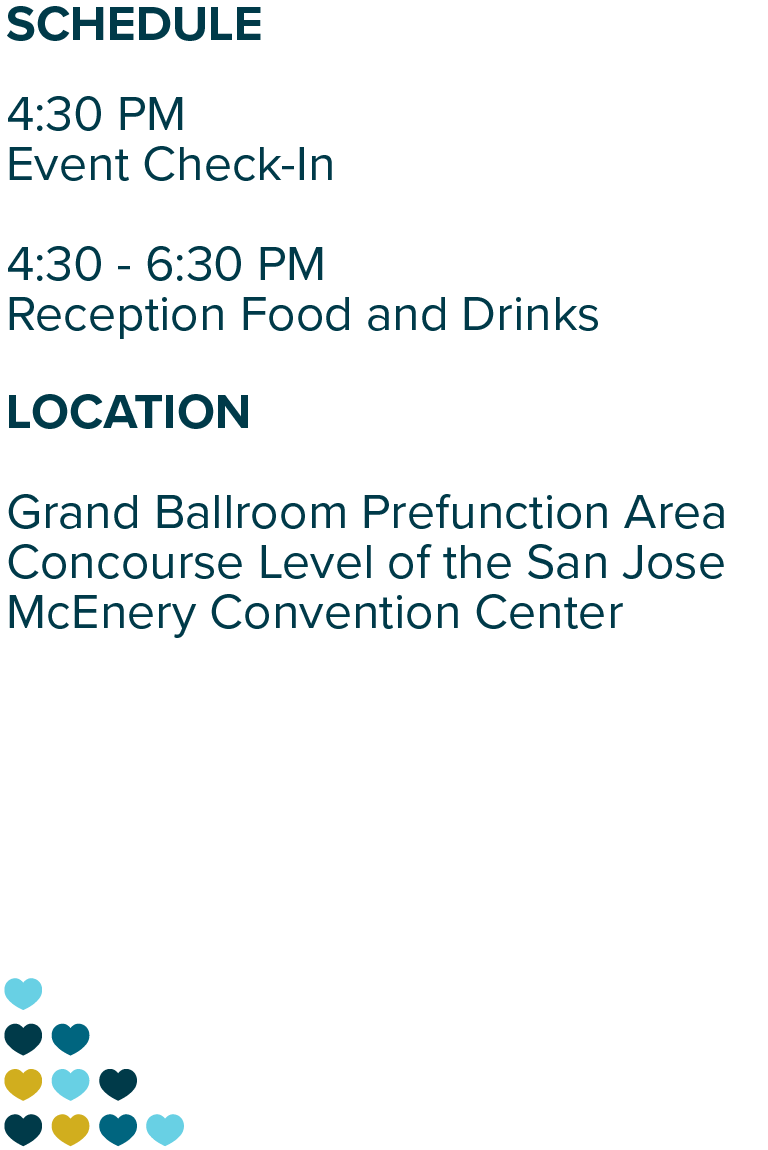 SCHEDULE
4:30 PM
Event Check-In
4:30 - 6:30 PM
Reception Food and Drinks
LOCATION
Grand Ballroom Prefunction Area
Concourse Level of the San Jose
McEnery Convention Center